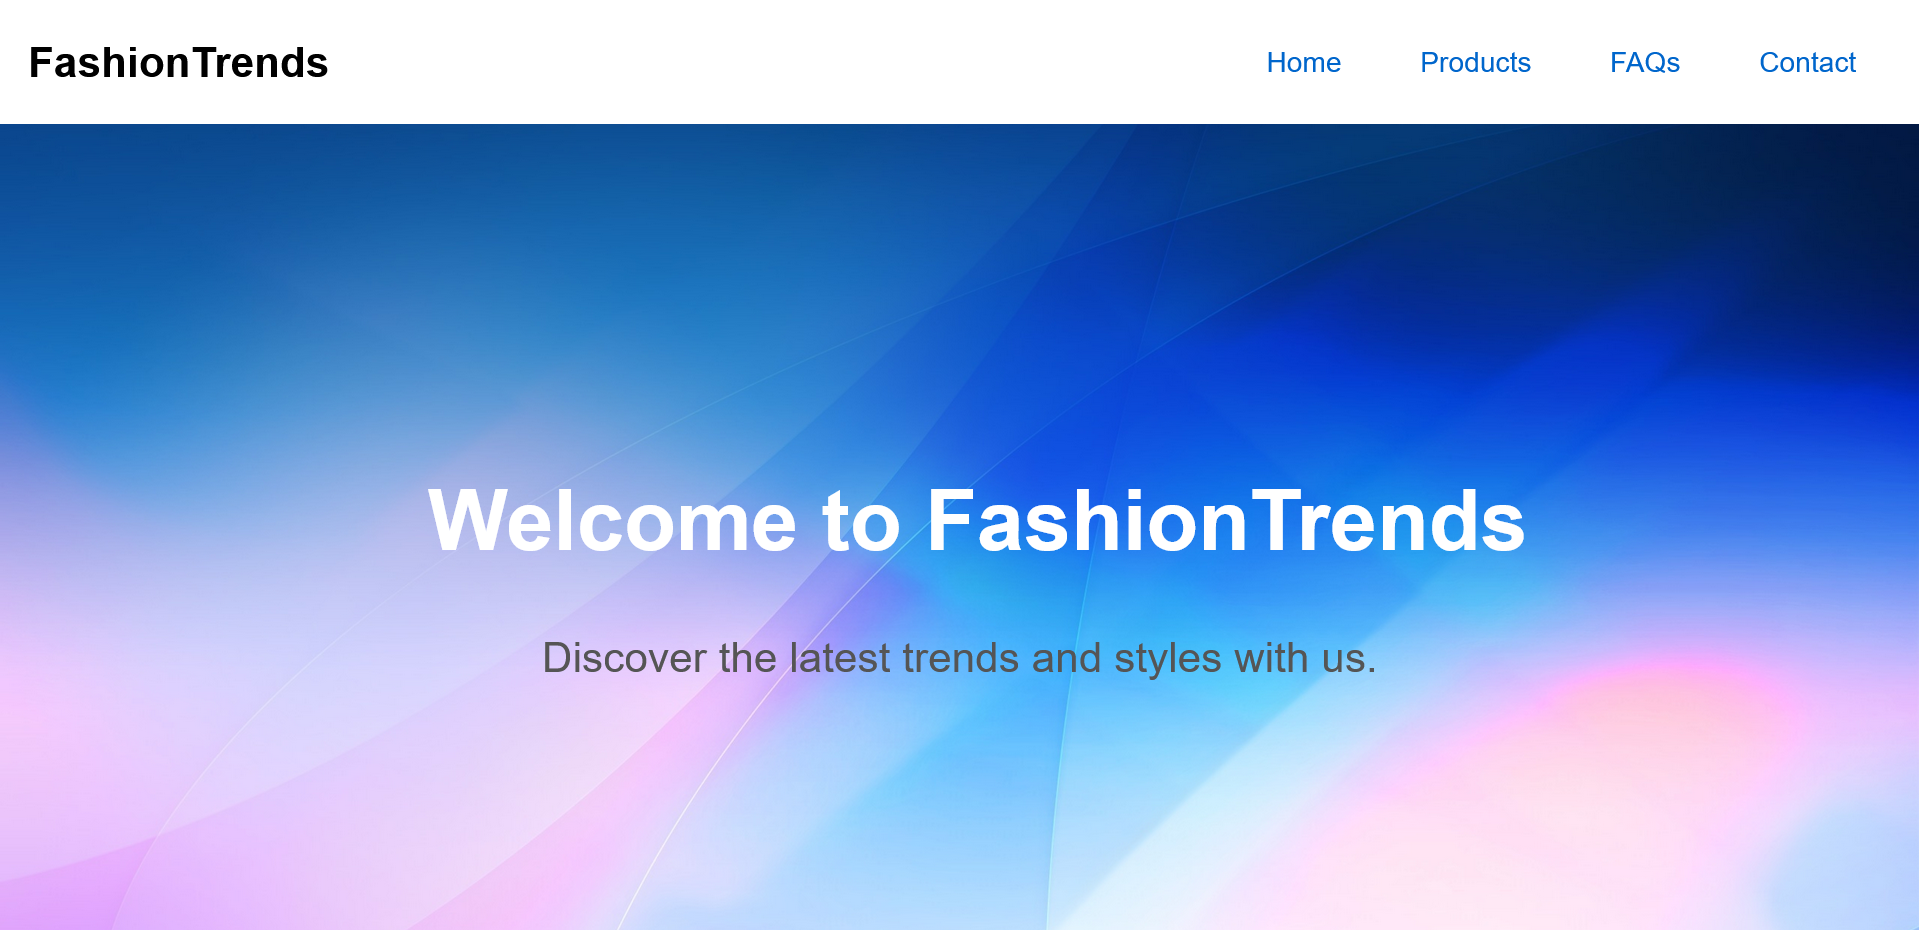 FashionTrends
Home Products FAQs Contact
Welcome to FashionTrends
Discover the latest trends and styles with us.